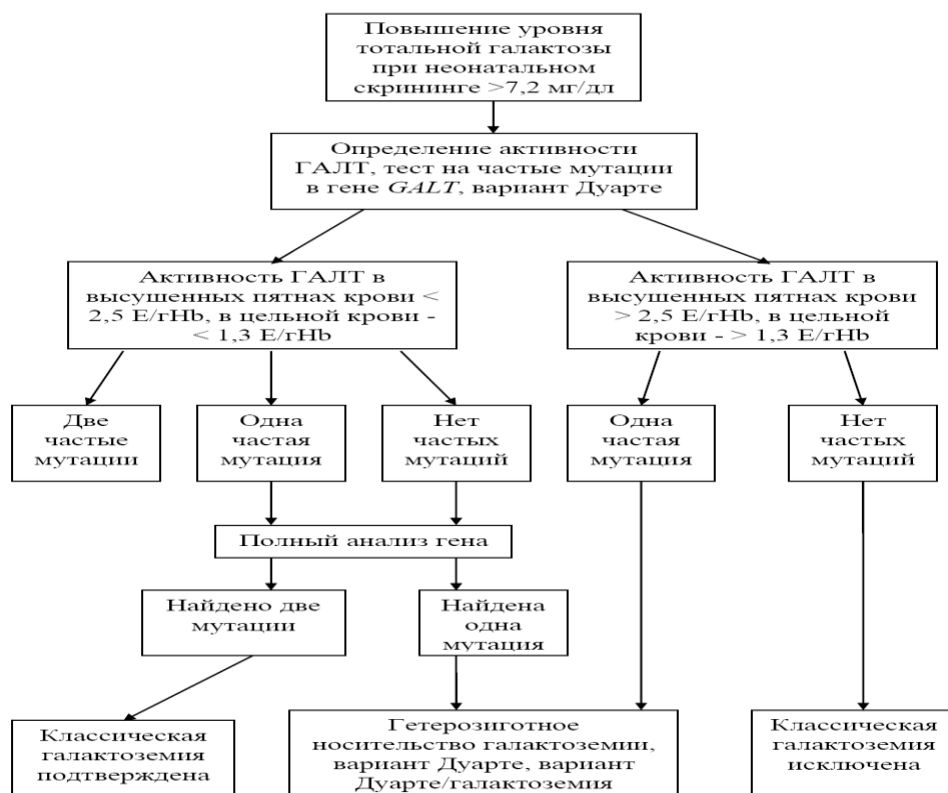 Повышение уровня
тотальной галактозы
при неонатальном
скрининге >7,2 мг/дл
Определение активности
ГАЛТ, тест на частые мутации
в гене GALT, вариант Дуарте
Активность ГАЛТ в
высушенных пятнах крови <
2,5 Е/гHb, в цельной крови -
< 1,3 Е/гHb
Активность ГАЛТ в
высушенных пятнах крови
> 2,5 Е/гHb, в цельной
крови - > 1,3 Е/гHb
Две
частые
мутации
Одна
частая
мутация
Нет
частых
мутаций
Одна
частая
мутация
Нет
частых
мутаций
Полный анализ гена
Найдено две
мутации
Найдена
одна
мутация
Классическая
галактоземия
подтверждена
Гетерозиготное
носительство галактоземии,
вариант Дуарте, вариант
Дуарте/галактоземия
Классическая
галактоземия
исключена